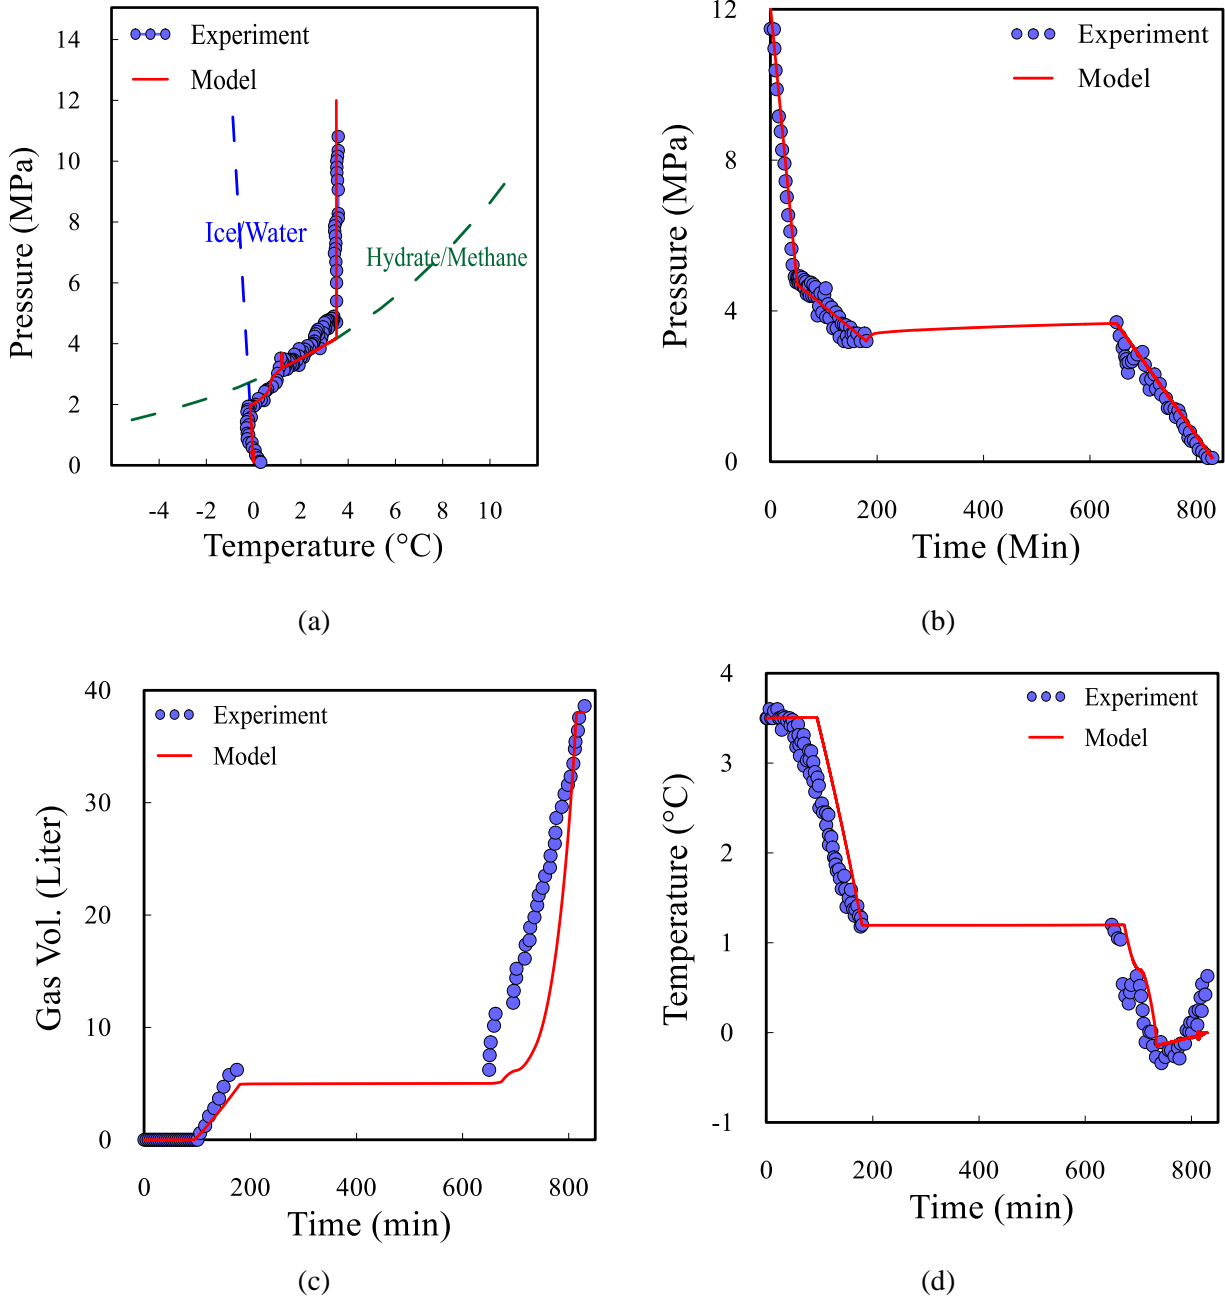 Experiment
Model
14
12
10
8
6
4
2
0
Pressure (MPa)
Ice/Water
Hydrate/Methane
-4 -2 0 2 4 6 8 10
Temperature (°C)
(a)
Experiment
Model
12
8
4
0
Pressure (MPa)
0 200 400 600 800
Time (Min)
(b)
Experiment
Model
40
30
20
10
0
Gas Vol. (Liter)
0 200 400 600 800
Time (min)
(c)
Experiment
Model
4
3
2
1
0
-1
Temperature (°C)
0 200 400 600 800
Time (min)
(d)